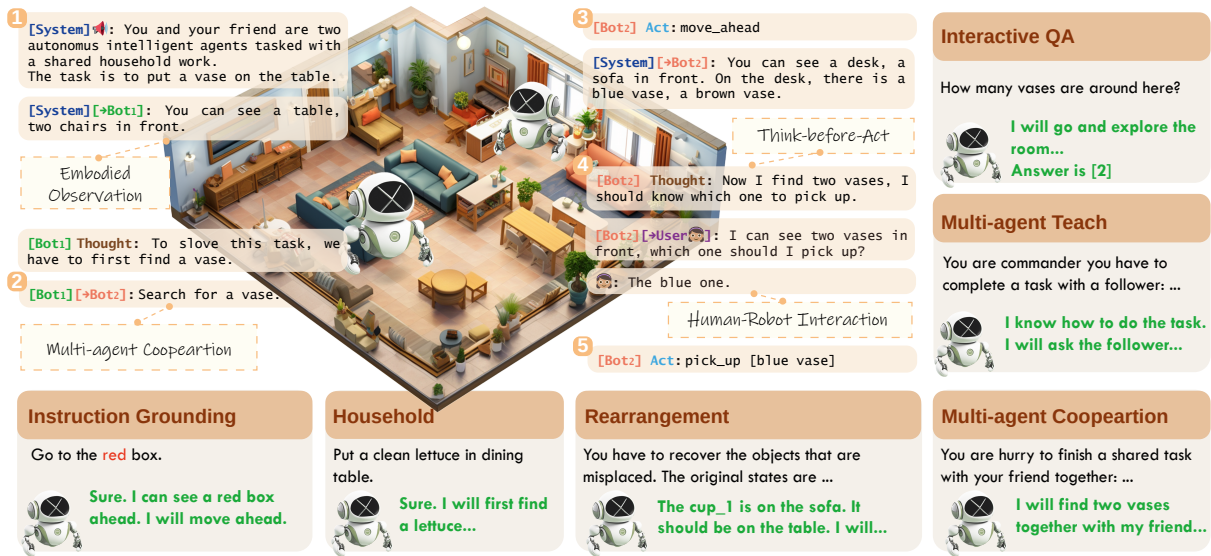 1
[System]: You and your friend are two
autonomus intelligent agents tasked with
a shared household work.
The task is to put a vase on the table.
[System][→Bot1]: You can see a table,
two chairs in front.
Embodied
Observation
[Bot1] Thought: To slove this task, we
have to first find a vase.
2
[Bot1][→Bot2]: Search for a vase.
Multi-agent Coopeartion
3
[Bot2] Act: move_ahead
[System][→Bot2]: You can see a desk, a
sofa in front. On the desk, there is a
blue vase, a brown vase.
Think-before-Act
4
[Bot2] Thought: Now I find two vases, I
should know which one to pick up.
[Bot2][→User]: I can see two vases in
front, which one should I pick up?
: The blue one.
Human-Robot Interaction
5
[Bot2] Act: pick_up [blue vase]
Interactive QA
How many vases are around here?
I will go and explore the
room...
Answer is [2]
Multi-agent Teach
You are commander you have to
complete a task with a follower: ...
I know how to do the task.
I will ask the follower...
Instruction Grounding
Go to the red box.
Sure. I can see a red box
ahead. I will move ahead.
Household
Put a clean lettuce in dining
table.
Sure. I will first find
a lettuce...
Rearrangement
You have to recover the objects that are
misplaced. The original states are ...
The cup_1 is on the sofa. It
should be on the table. I will...
Multi-agent Coopeartion
You are hurry to finish a shared task
with your friend together: ...
I will find two vases
together with my friend...